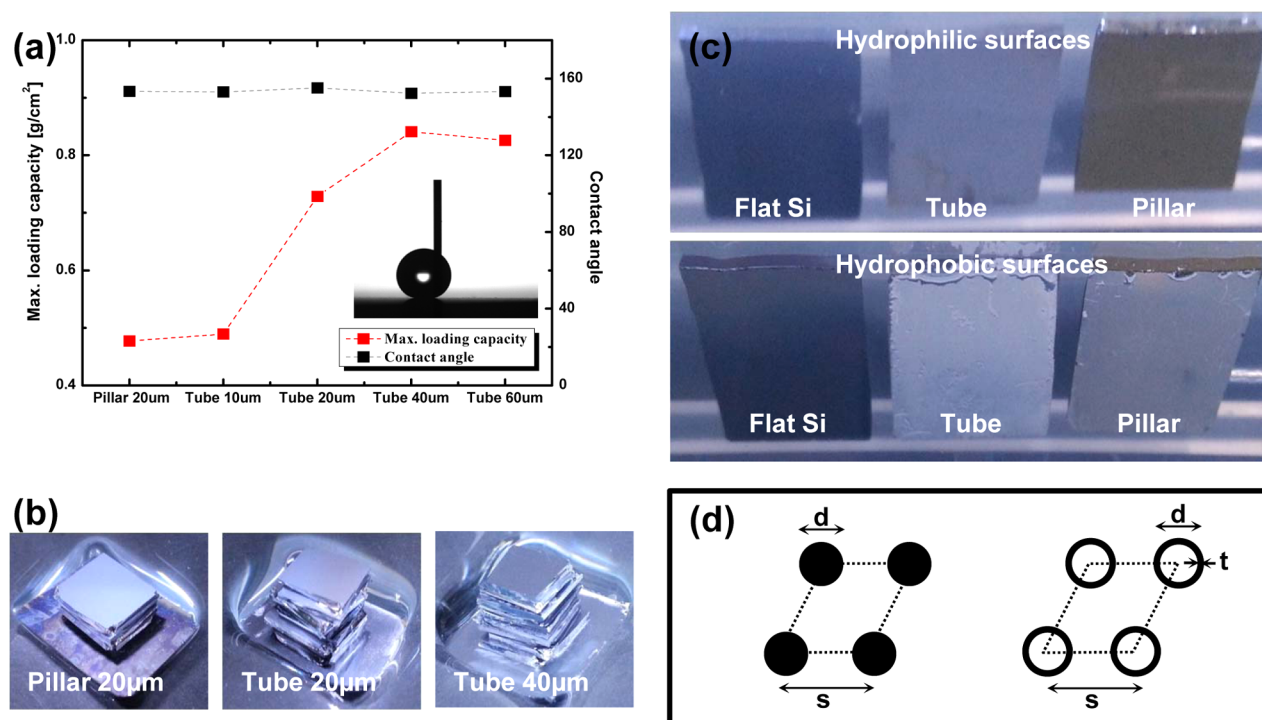 (a)
1.0
0.8
0.6
0.4
Max. loading capacity [g/cm²]
160
120
80
40
0
Contact angle
Max. loading capacity
Contact angle
Pillar 20um
Tube 10um
Tube 20um
Tube 40um
Tube 60um
(b)
Pillar 20µm
Tube 20µm
Tube 40µm
(c)
Hydrophilic surfaces
Flat Si
Tube
Pillar
Hydrophobic surfaces
Flat Si
Tube
Pillar
(d)
d
s
d
t
s